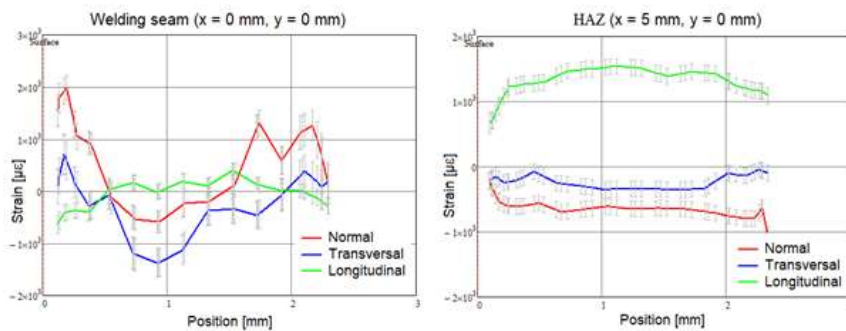 Welding seam (x = 0 mm, y = 0 mm)
3×10³
Surface
2×10³
1×10³
0
−1×10³
−2×10³
Strain [µε]
0
1
2
3
Position [mm]
Normal
Transversal
Longitudinal
HAZ (x = 5 mm, y = 0 mm)
2×10³
Surface
1×10³
0
−1×10³
−2×10³
Strain [µε]
0
1
2
Position [mm]
Normal
Transversal
Longitudinal